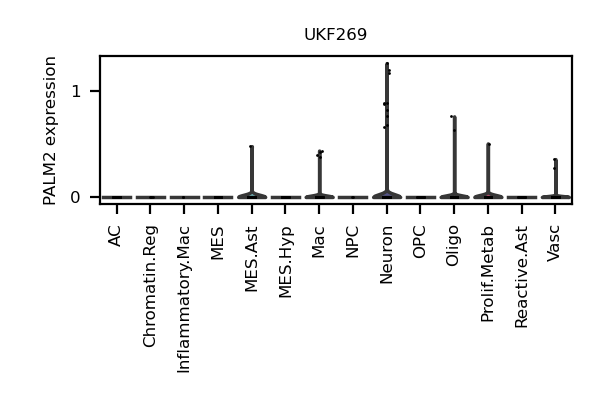 UKF269
PALM2 expression
1
0
AC
Chromatin.Reg
Inflammatory.Mac
MES
MES.Ast
MES.Hyp
Mac
NPC
Neuron
OPC
Oligo
Prolif.Metab
Reactive.Ast
Vasc